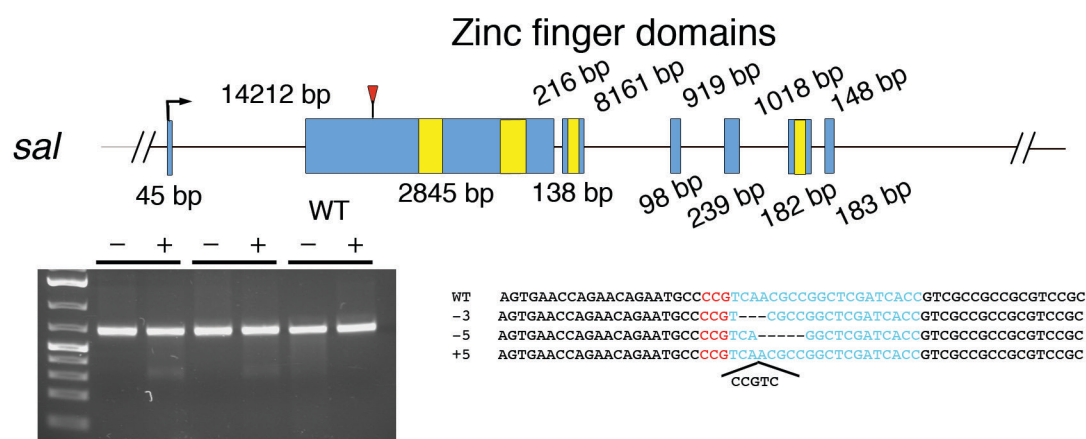 Zinc finger domains
14212 bp
216 bp
8161 bp
919 bp
1018 bp
148 bp
sal
45 bp
2845 bp
138 bp
98 bp
239 bp
182 bp
183 bp
WT
− + − + − +
WT AGTGAACCAGAACAGAATGCCCCGTCAACGCCGGCTCGATCACCGTCGCCGCCGCGTCCGC
−3 AGTGAACCAGAACAGAATGCCCCGT---CGCCGGCTCGATCACCGTCGCCGCCGCGTCCGC
−5 AGTGAACCAGAACAGAATGCCCCGTCA-----GGCTCGATCACCGTCGCCGCCGCGTCCGC
+5 AGTGAACCAGAACAGAATGCCCCGTCAACGCCGGCTCGATCACCGTCGCCGCCGCGTCCGC
CCGTC